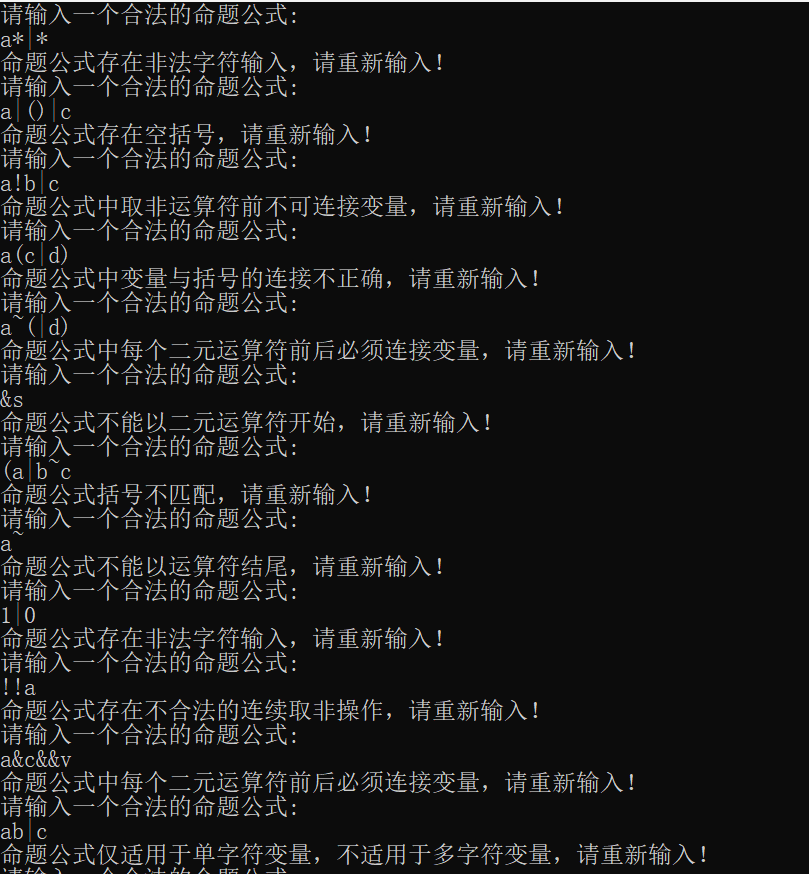 请输入一个合法的命题公式:
a*|*
命题公式存在非法字符输入，请重新输入！
请输入一个合法的命题公式:
a|()|c
命题公式存在空括号，请重新输入！
请输入一个合法的命题公式:
a!b|c
命题公式中取非运算符前不可连接变量，请重新输入！
请输入一个合法的命题公式:
a(c|d)
命题公式中变量与括号的连接不正确，请重新输入！
请输入一个合法的命题公式:
a~(|d)
命题公式中每个二元运算符前后必须连接变量，请重新输入！
请输入一个合法的命题公式:
&s
命题公式不能以二元运算符开始，请重新输入！
请输入一个合法的命题公式:
(a|b~c
命题公式括号不匹配，请重新输入！
请输入一个合法的命题公式:
a~
命题公式不能以运算符结尾，请重新输入！
请输入一个合法的命题公式:
1|0
命题公式存在非法字符输入，请重新输入！
请输入一个合法的命题公式:
!!a
命题公式存在不合法的连续取非操作，请重新输入！
请输入一个合法的命题公式:
a&c&&v
命题公式中每个二元运算符前后必须连接变量，请重新输入！
请输入一个合法的命题公式:
ab|c
命题公式仅适用于单字符变量，不适用于多字符变量，请重新输入！
请输入一个合法的命题公式: